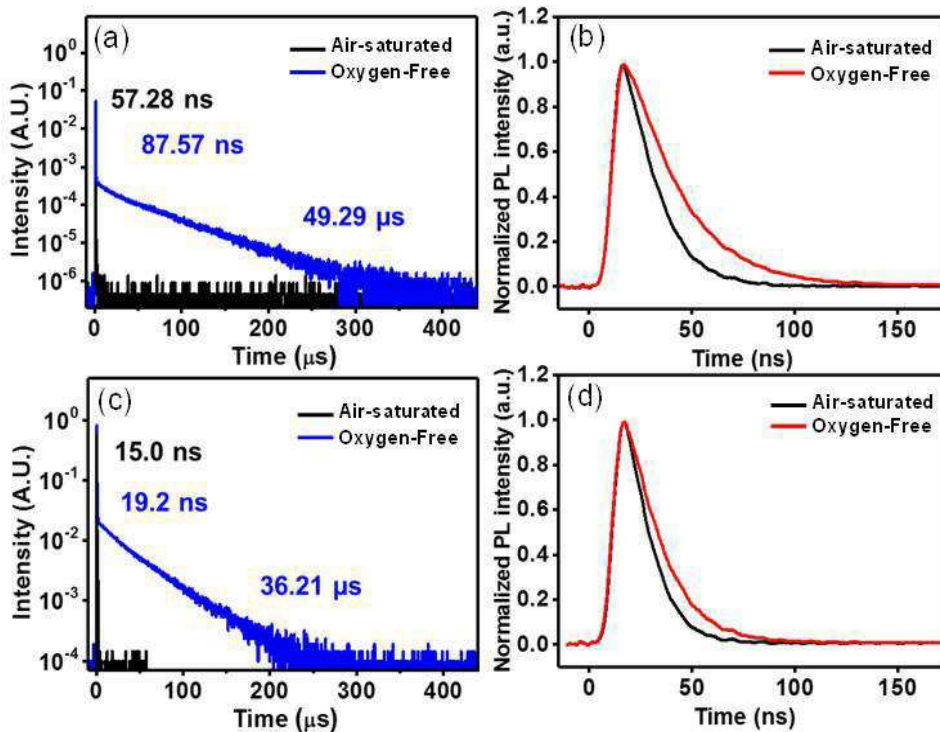 (a)
Air-saturated
Oxygen-Free
57.28 ns
87.57 ns
49.29 μs
Intensity (A.U.)
10^0
10^-1
10^-2
10^-3
10^-4
10^-5
10^-6
0 100 200 300 400
Time (μs)
(b)
Air-saturated
Oxygen-Free
Normalized PL intensity (a.u.)
1.2
1.0
0.8
0.6
0.4
0.2
0.0
0 50 100 150
Time (ns)
(c)
Air-saturated
Oxygen-Free
15.0 ns
19.2 ns
36.21 μs
Intensity (A.U.)
10^0
10^-1
10^-2
10^-3
10^-4
0 100 200 300 400
Time (μs)
(d)
Air-saturated
Oxygen-Free
Normalized PL intensity (a.u.)
1.2
1.0
0.8
0.6
0.4
0.2
0.0
0 50 100 150
Time (ns)